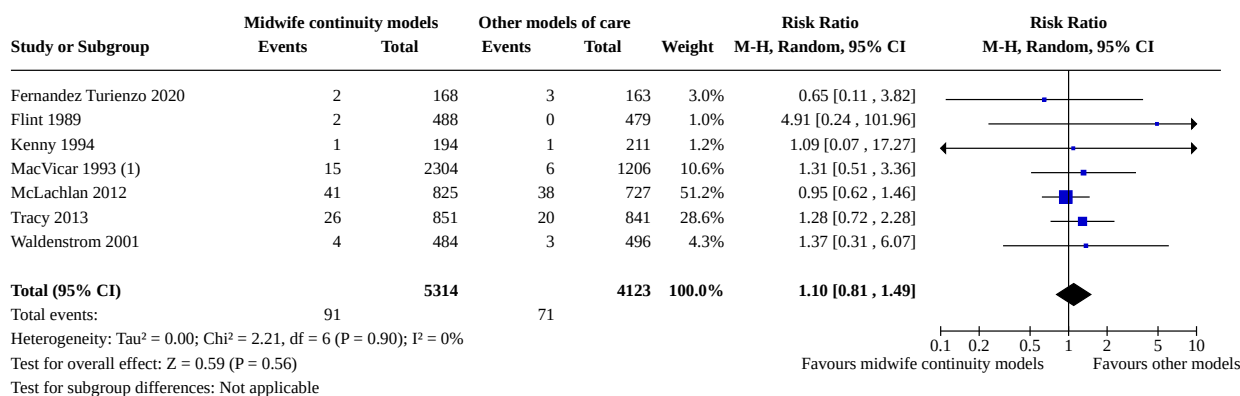 Midwife continuity models Other models of care Risk Ratio Risk Ratio
Study or Subgroup Events Total Events Total Weight M-H, Random, 95% CI M-H, Random, 95% CI
Fernandez Turienzo 2020 2 168 3 163 3.0% 0.65 [0.11 , 3.82]
Flint 1989 2 488 0 479 1.0% 4.91 [0.24 , 101.96]
Kenny 1994 1 194 1 211 1.2% 1.09 [0.07 , 17.27]
MacVicar 1993 (1) 15 2304 6 1206 10.6% 1.31 [0.51 , 3.36]
McLachlan 2012 41 825 38 727 51.2% 0.95 [0.62 , 1.46]
Tracy 2013 26 851 20 841 28.6% 1.28 [0.72 , 2.28]
Waldenstrom 2001 4 484 3 496 4.3% 1.37 [0.31 , 6.07]
Total (95% CI) 5314 4123 100.0% 1.10 [0.81 , 1.49]
Total events: 91 71
Heterogeneity: Tau² = 0.00; Chi² = 2.21, df = 6 (P = 0.90); I² = 0%
0.1 0.2 0.5 1 2 5 10
Test for overall effect: Z = 0.59 (P = 0.56)
Favours midwife continuity models Favours other models
Test for subgroup differences: Not applicable